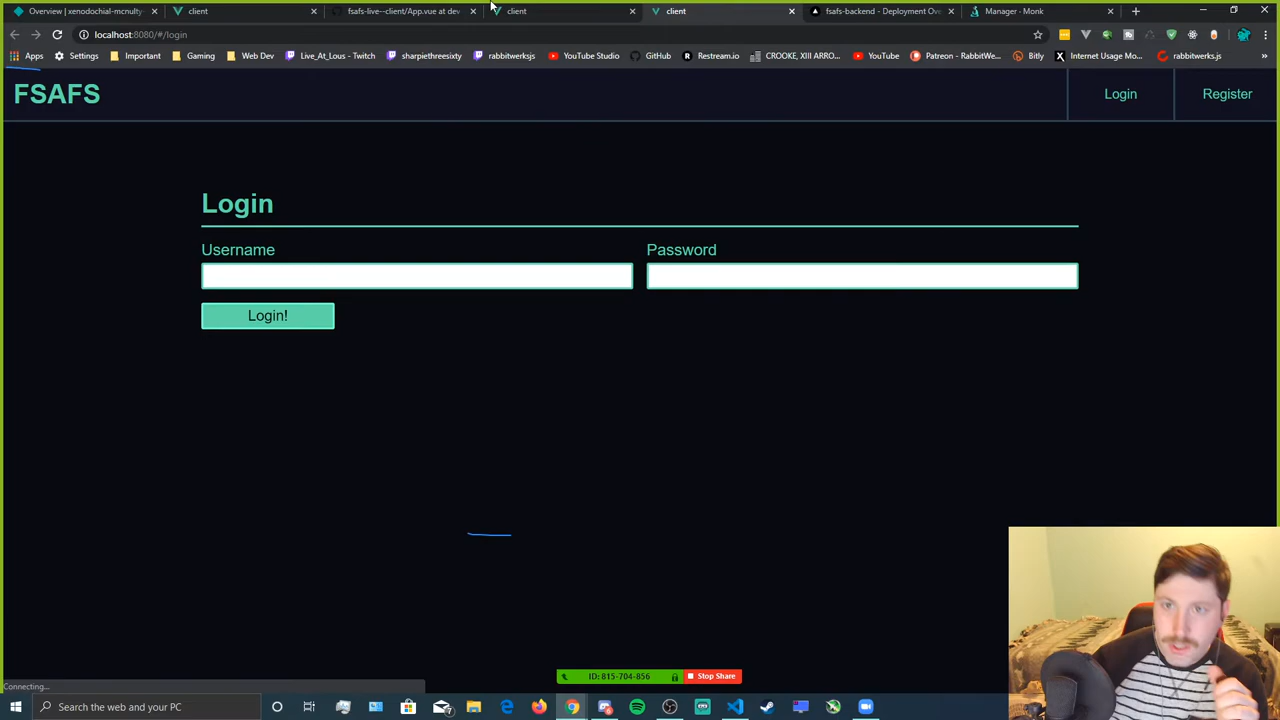 Overview | xenodochial-mcnulty
client
fsafs-live--client/App.vue at dev
client
client
fsafs-backend - Deployment Ov
Manager - Monk
localhost:8080/#/login
Apps
Settings
Important
Gaming
Web Dev
Live_At_Lous - Twitch
sharpiethreesixty
rabbitwerksjs
YouTube Studio
GitHub
Restream.io
CROOKE, XIII ARRO...
YouTube
Patreon - RabbitWe...
Bitly
Internet Usage Mo...
rabbitwerks.js
»
FSAFS
Login
Register
Login
Username
Password
Login!
Connecting...
ID: 815-704-856
Stop Share
Search the web and your PC